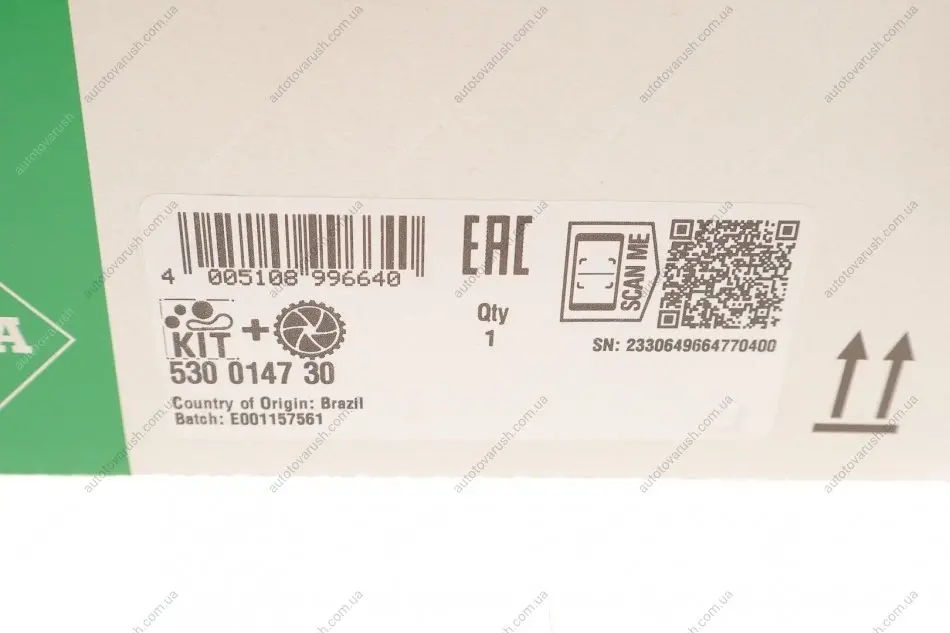 4 005108 996640
EAC
SCAN ME
KIT +
Qty
1
530 0147 30
SN: 2330649664770400
Country of Origin: Brazil
Batch: E001157561
A
autotovarush.com.ua